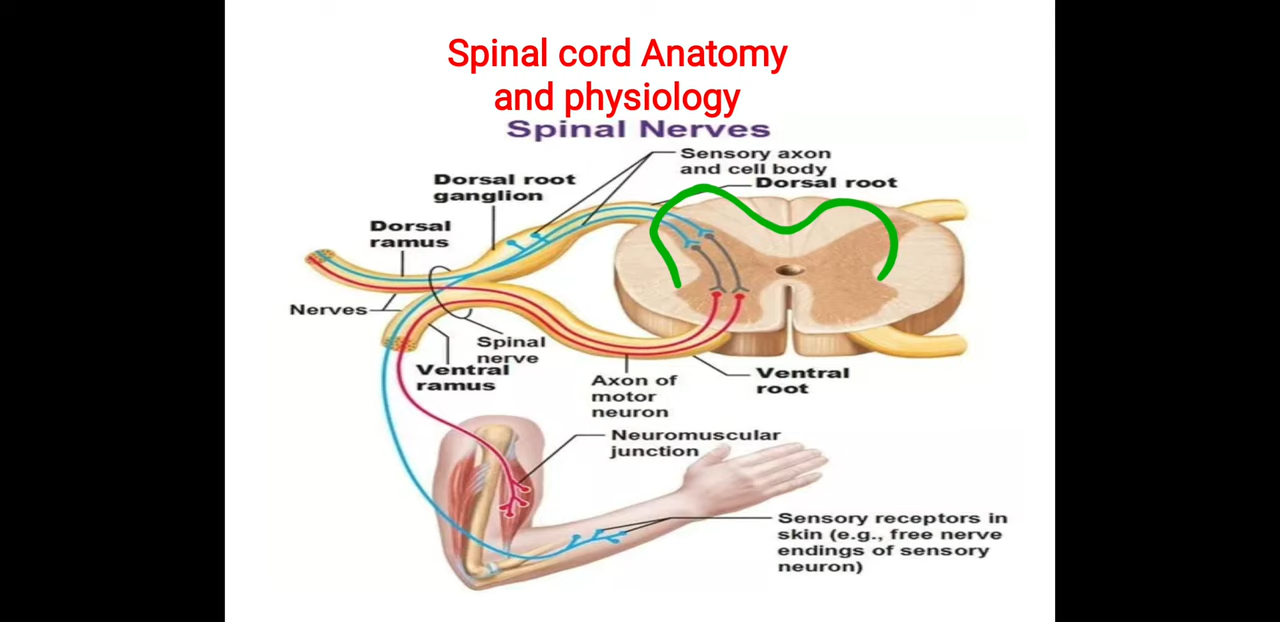 Spinal cord Anatomy
and physiology
Spinal Nerves
Sensory axon
and cell body
Dorsal root
Dorsal root
ganglion
Dorsal
ramus
Nerves
Spinal
nerve
Ventral
ramus
Axon of
motor
neuron
Ventral
root
Neuromuscular
junction
Sensory receptors in
skin (e.g., free nerve
endings of sensory
neuron)